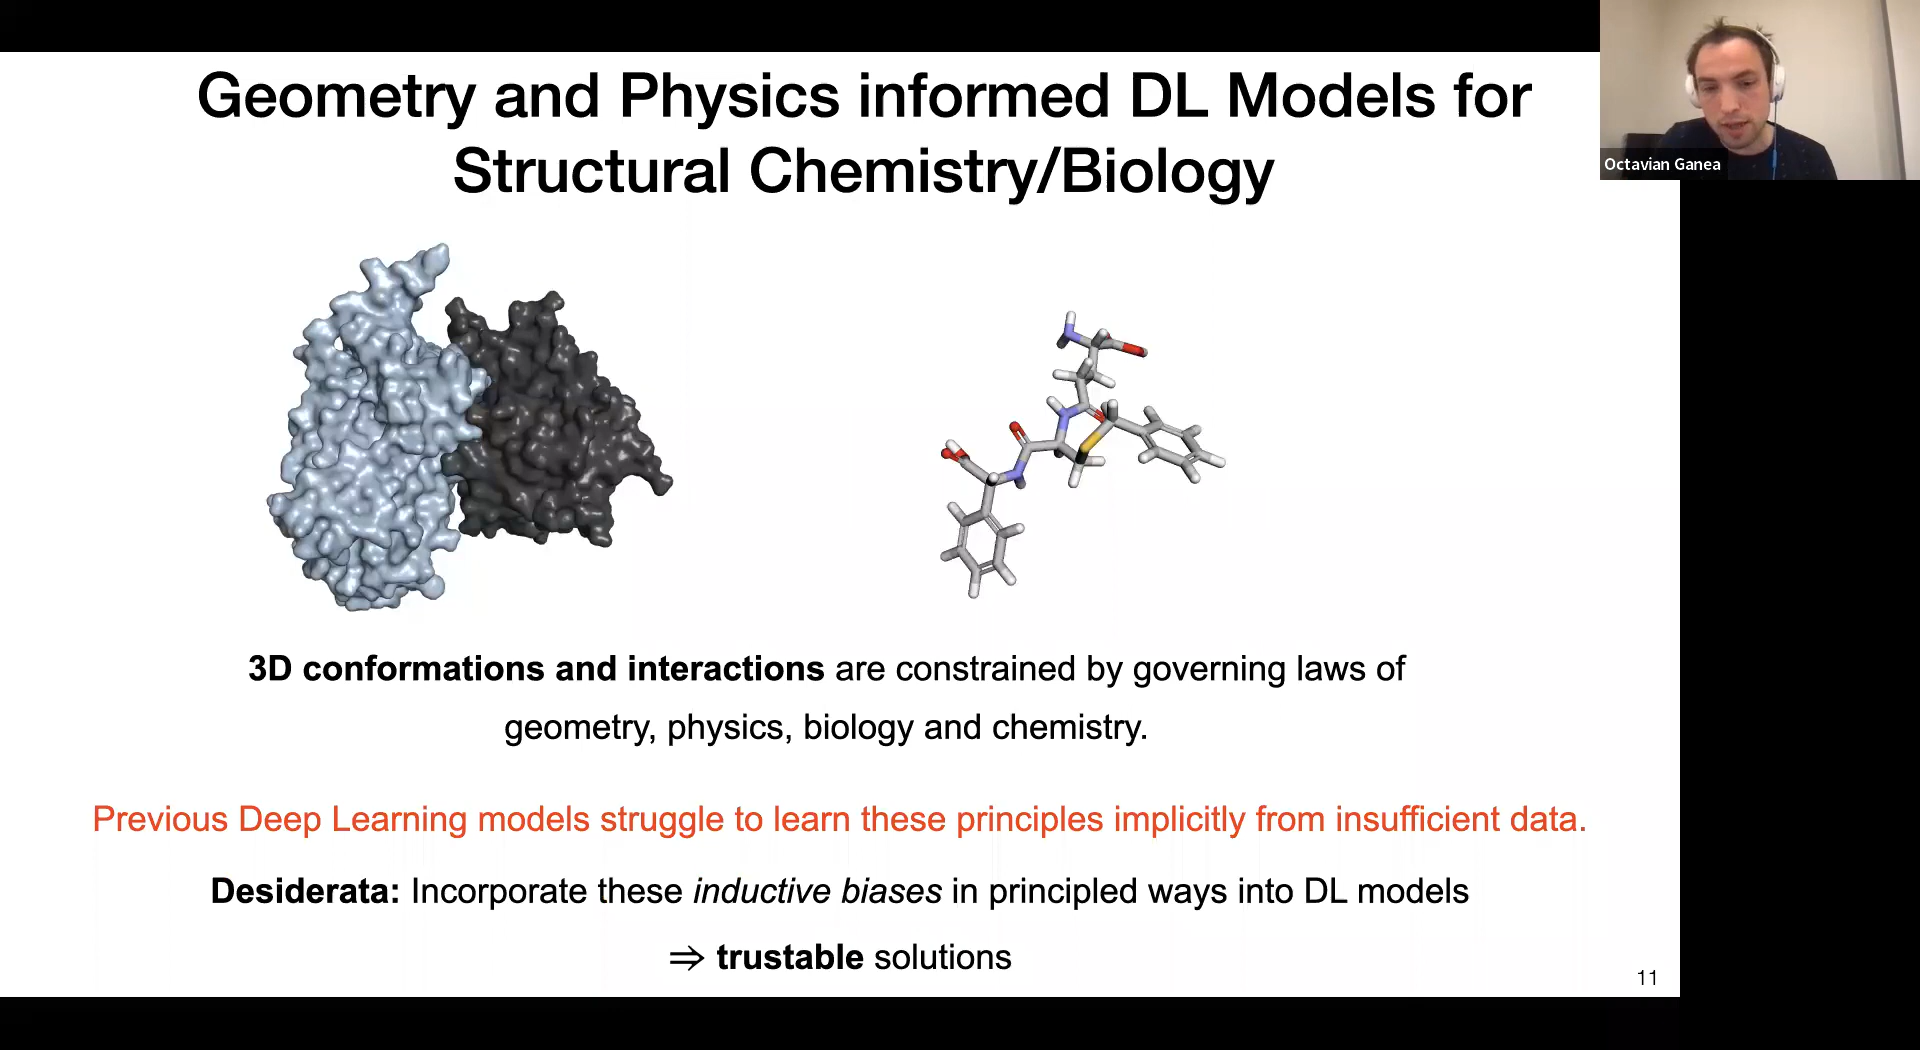 Geometry and Physics informed DL Models for
Structural Chemistry/Biology
Octavian Ganea
3D conformations and interactions are constrained by governing laws of
geometry, physics, biology and chemistry.
Previous Deep Learning models struggle to learn these principles implicitly from insufficient data.
Desiderata: Incorporate these inductive biases in principled ways into DL models
⇒ trustable solutions
11